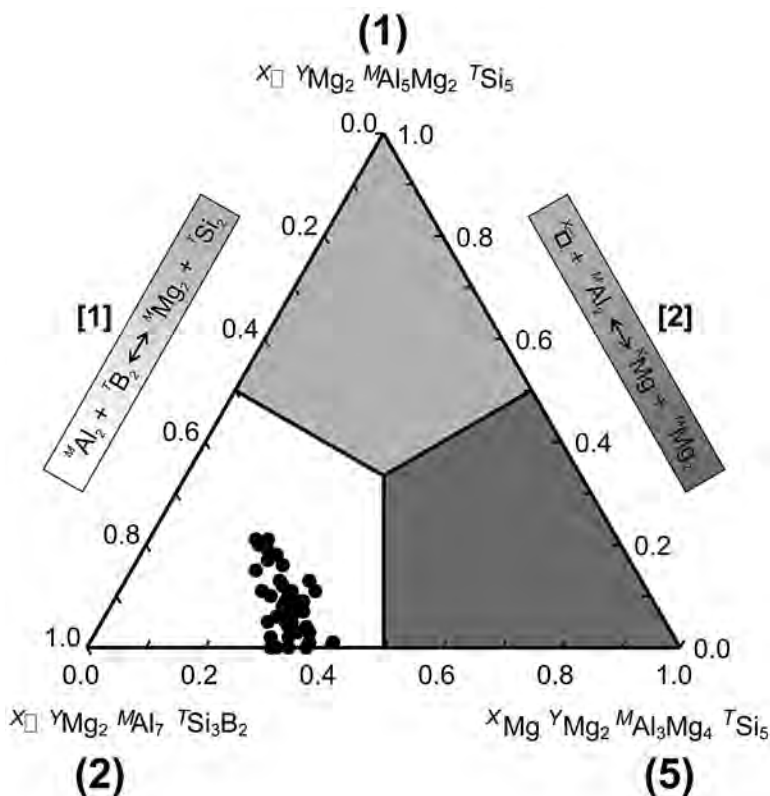 (1)
X□ YMg₂ MAl₅Mg₂ TSi₅
0.0 1.0
0.2 0.8
MAl₂ + TB₂ ↔ MMg₂ + TSi₂
X□ + MAl₂ ↔ XMg + MMg₂
[1] [2]
0.4 0.6
0.6 0.4
0.8 0.2
1.0 0.0
0.0 0.2 0.4 0.6 0.8 1.0
X□ YMg₂ MAl₇ TSi₃B₂
XMg YMg₂ MAl₃Mg₄ TSi₅
(2) (5)